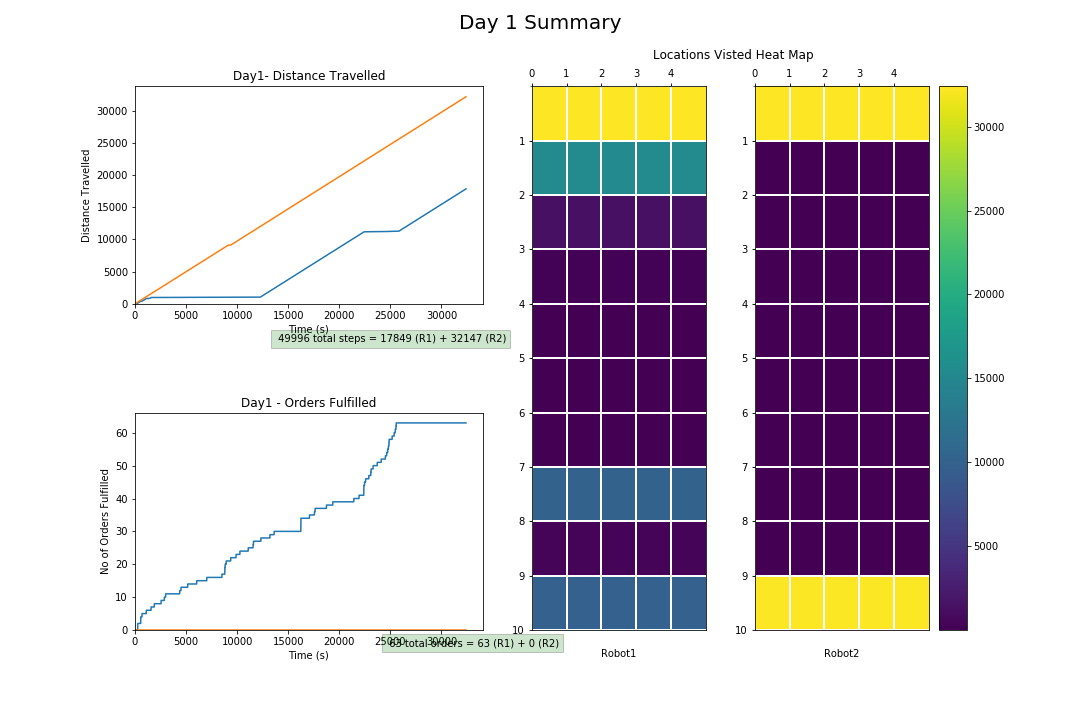 Day 1 Summary
Day1- Distance Travelled
30000
25000
20000
15000
10000
5000
0
Distance Travelled
0 5000 10000 15000 20000 25000 30000
Time (s)
49996 total steps = 17849 (R1) + 32147 (R2)
Day1 - Orders Fulfilled
60
50
40
30
20
10
0
No of Orders Fulfilled
0 5000 10000 15000 20000 25000 30000
Time (s)
63 total orders = 63 (R1) + 0 (R2)
Locations Visted Heat Map
0 1 2 3 4
1
2
3
4
5
6
7
8
9
10
Robot1
0 1 2 3 4
1
2
3
4
5
6
7
8
9
10
Robot2
30000
25000
20000
15000
10000
5000